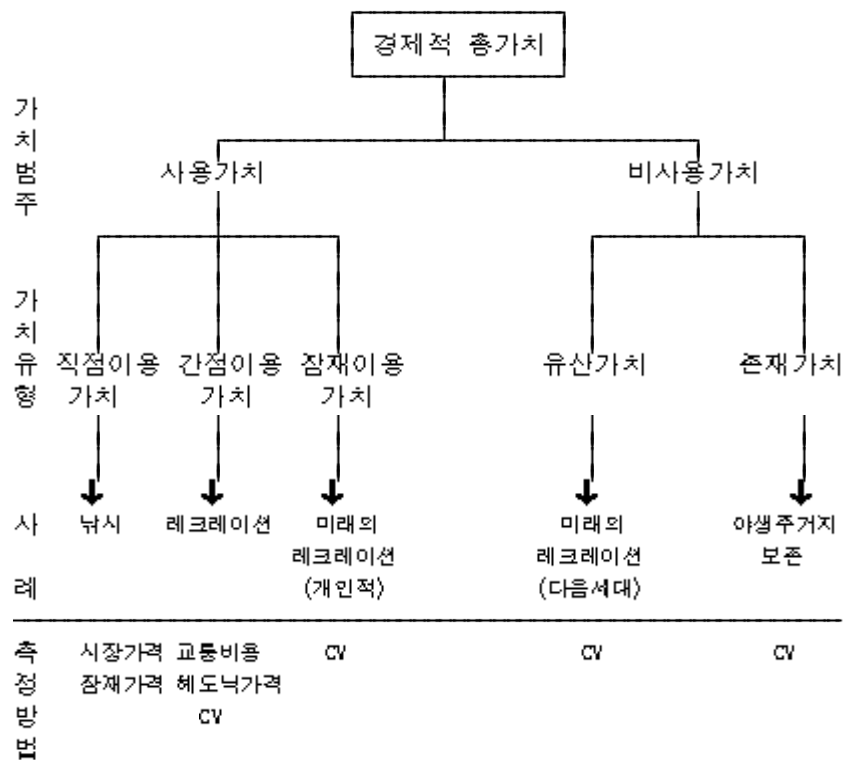 경제적 총가치
가
치
범
주
사용가치 비사용가치
가
치
유
형
직접이용 간접이용 잠재이용 유산가치 존재가치
가치 가치 가치
사 낚시 레크레이션 미래의 미래의 야생주거지
레크레이션 레크레이션 보존
례 (개인적) (다음세대)
측 시장가격 교통비용 CV CV CV
정 잠재가격 헤도닉가격
방 CV
법